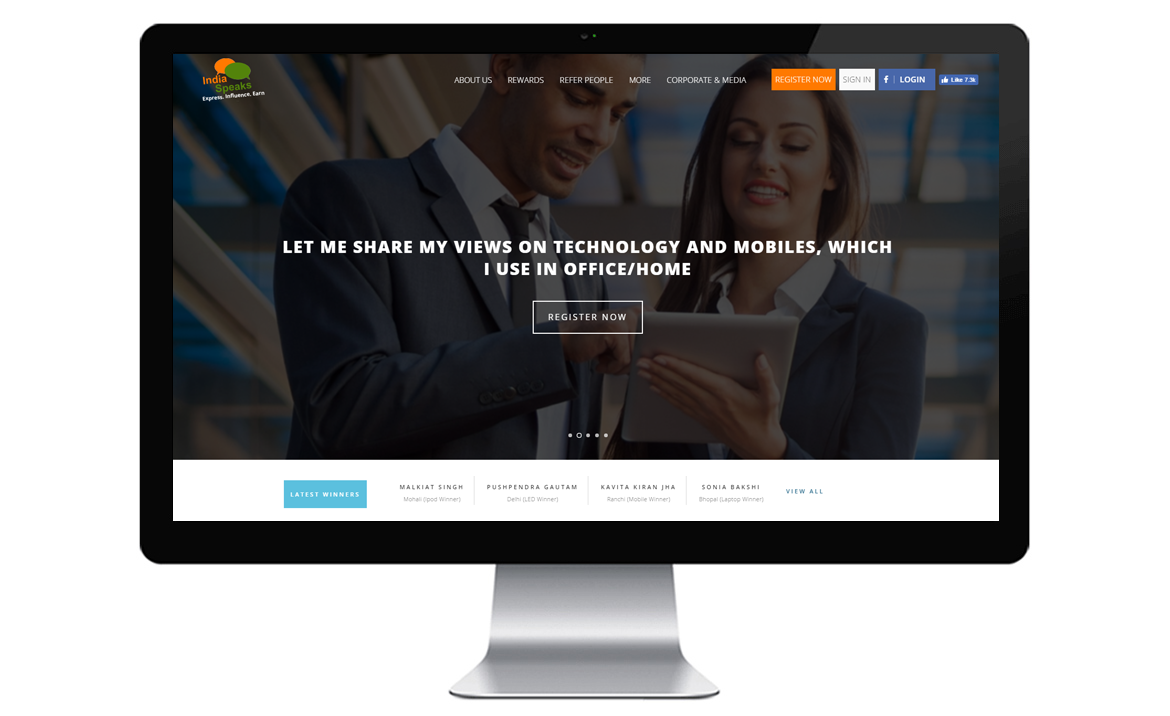 India
Speaks
Express. Influence. Earn
ABOUT US REWARDS REFER PEOPLE MORE CORPORATE & MEDIA REGISTER NOW SIGN IN f LOGIN Like 7.3k
LET ME SHARE MY VIEWS ON TECHNOLOGY AND MOBILES, WHICH
I USE IN OFFICE/HOME
REGISTER NOW
LATEST WINNERS
MALKIAT SINGH
Mohali (Ipod Winner)
PUSHPENDRA GAUTAM
Delhi (LED Winner)
KAVITA KIRAN JHA
Ranchi (Mobile Winner)
SONIA BAKSHI
Bhopal (Laptop Winner)
VIEW ALL